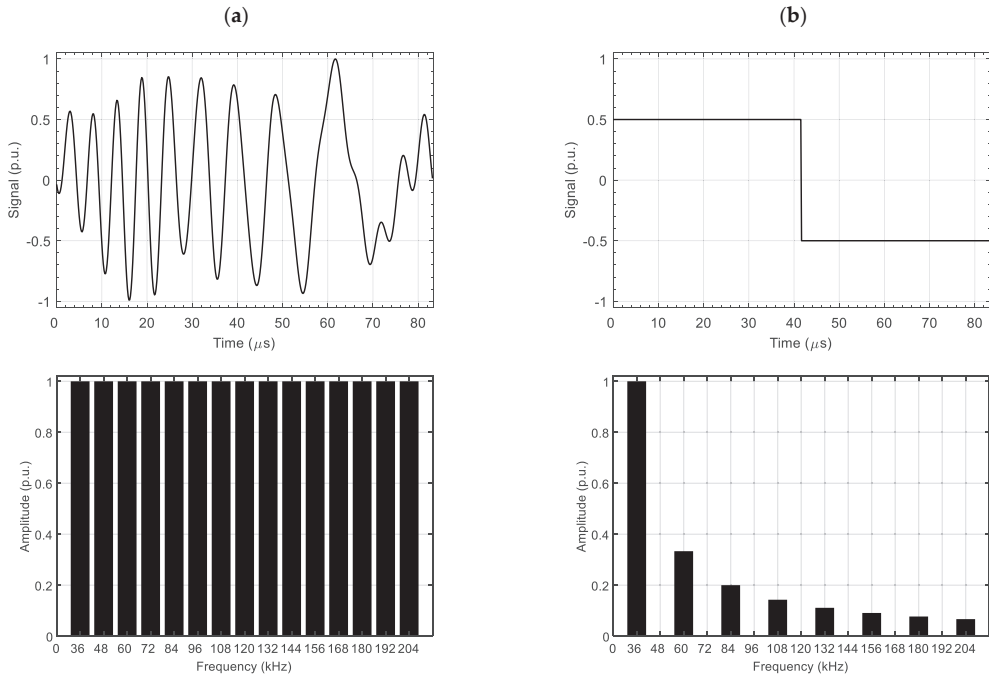 (a)
(b)
1
0.5
0
-0.5
-1
Signal (p.u.)
0 10 20 30 40 50 60 70 80
Time (μs)
1
0.5
0
-0.5
-1
Signal (p.u.)
0 10 20 30 40 50 60 70 80
Time (μs)
1
0.8
0.6
0.4
0.2
0
Amplitude (p.u.)
0 36 48 60 72 84 96 108 120 132 144 156 168 180 192 204
Frequency (kHz)
1
0.8
0.6
0.4
0.2
0
Amplitude (p.u.)
0 36 48 60 72 84 96 108 120 132 144 156 168 180 192 204
Frequency (kHz)